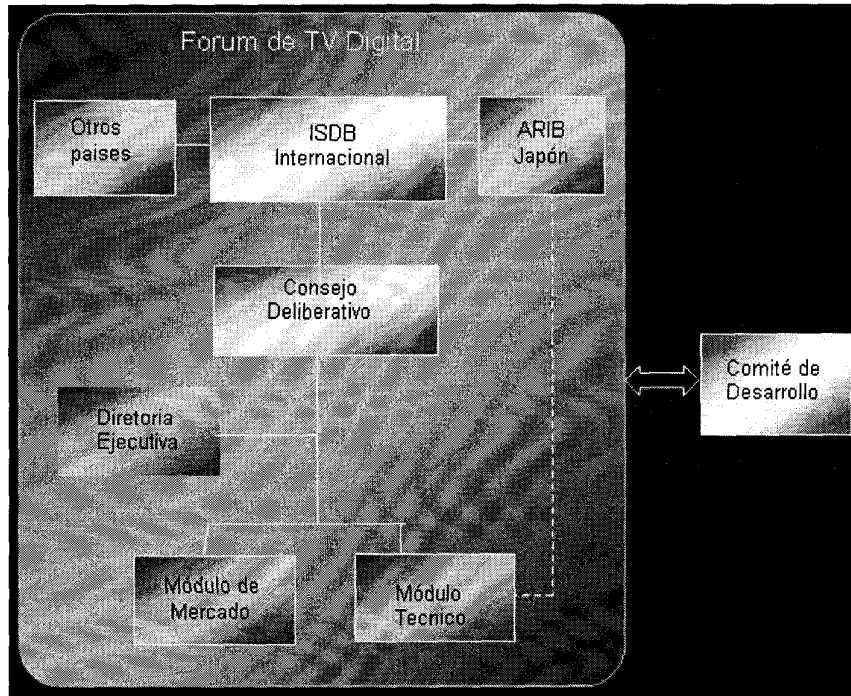 Forum de TV Digital
Otros
paises
ISDB
Internacional
ARIB
Japón
Consejo
Deliberativo
Comité de
Desarrollo
Diretoria
Ejecutiva
Módulo de
Mercado
Módulo
Tecnico